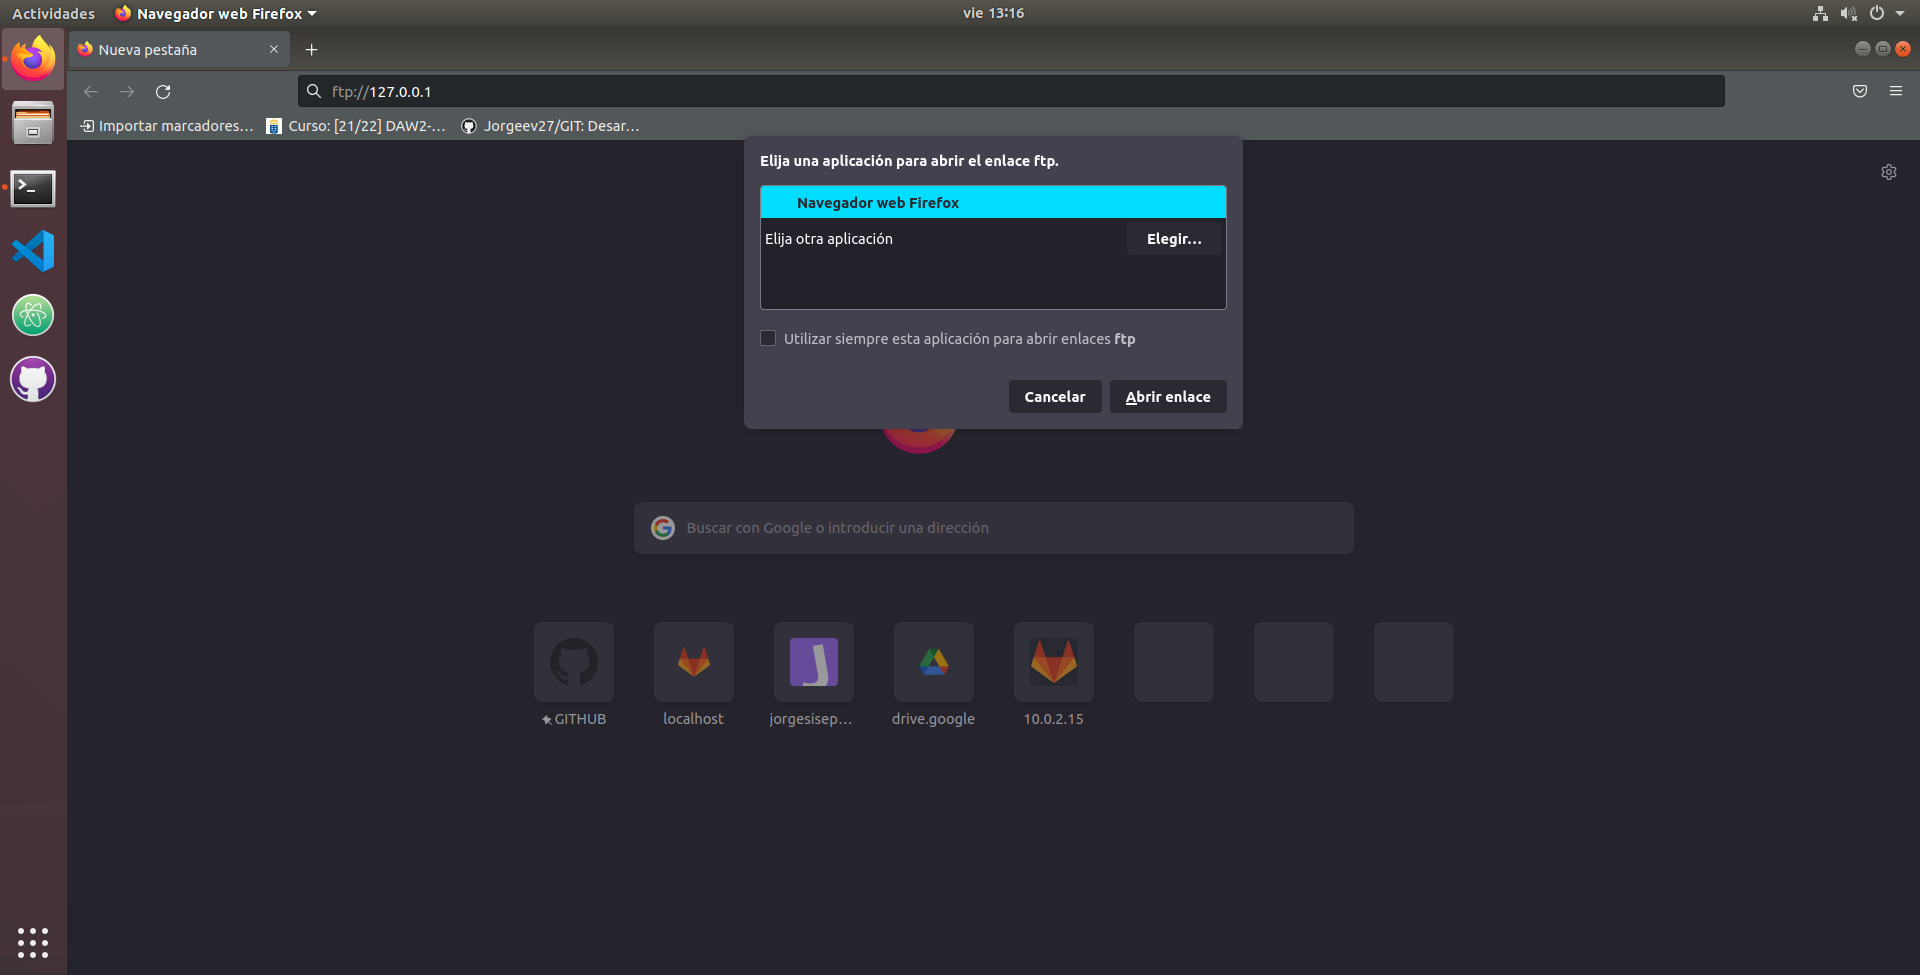 Actividades
Navegador web Firefox
vie 13:16
Nueva pestaña
ftp://127.0.0.1
Importar marcadores…
Curso: [21/22] DAW2-…
Jorgeev27/GIT: Desar…
Elija una aplicación para abrir el enlace ftp.
Navegador web Firefox
Elija otra aplicación
Elegir…
Utilizar siempre esta aplicación para abrir enlaces ftp
Cancelar
Abrir enlace
Buscar con Google o introducir una dirección
GITHUB
localhost
jorgesisep…
drive.google
10.0.2.15